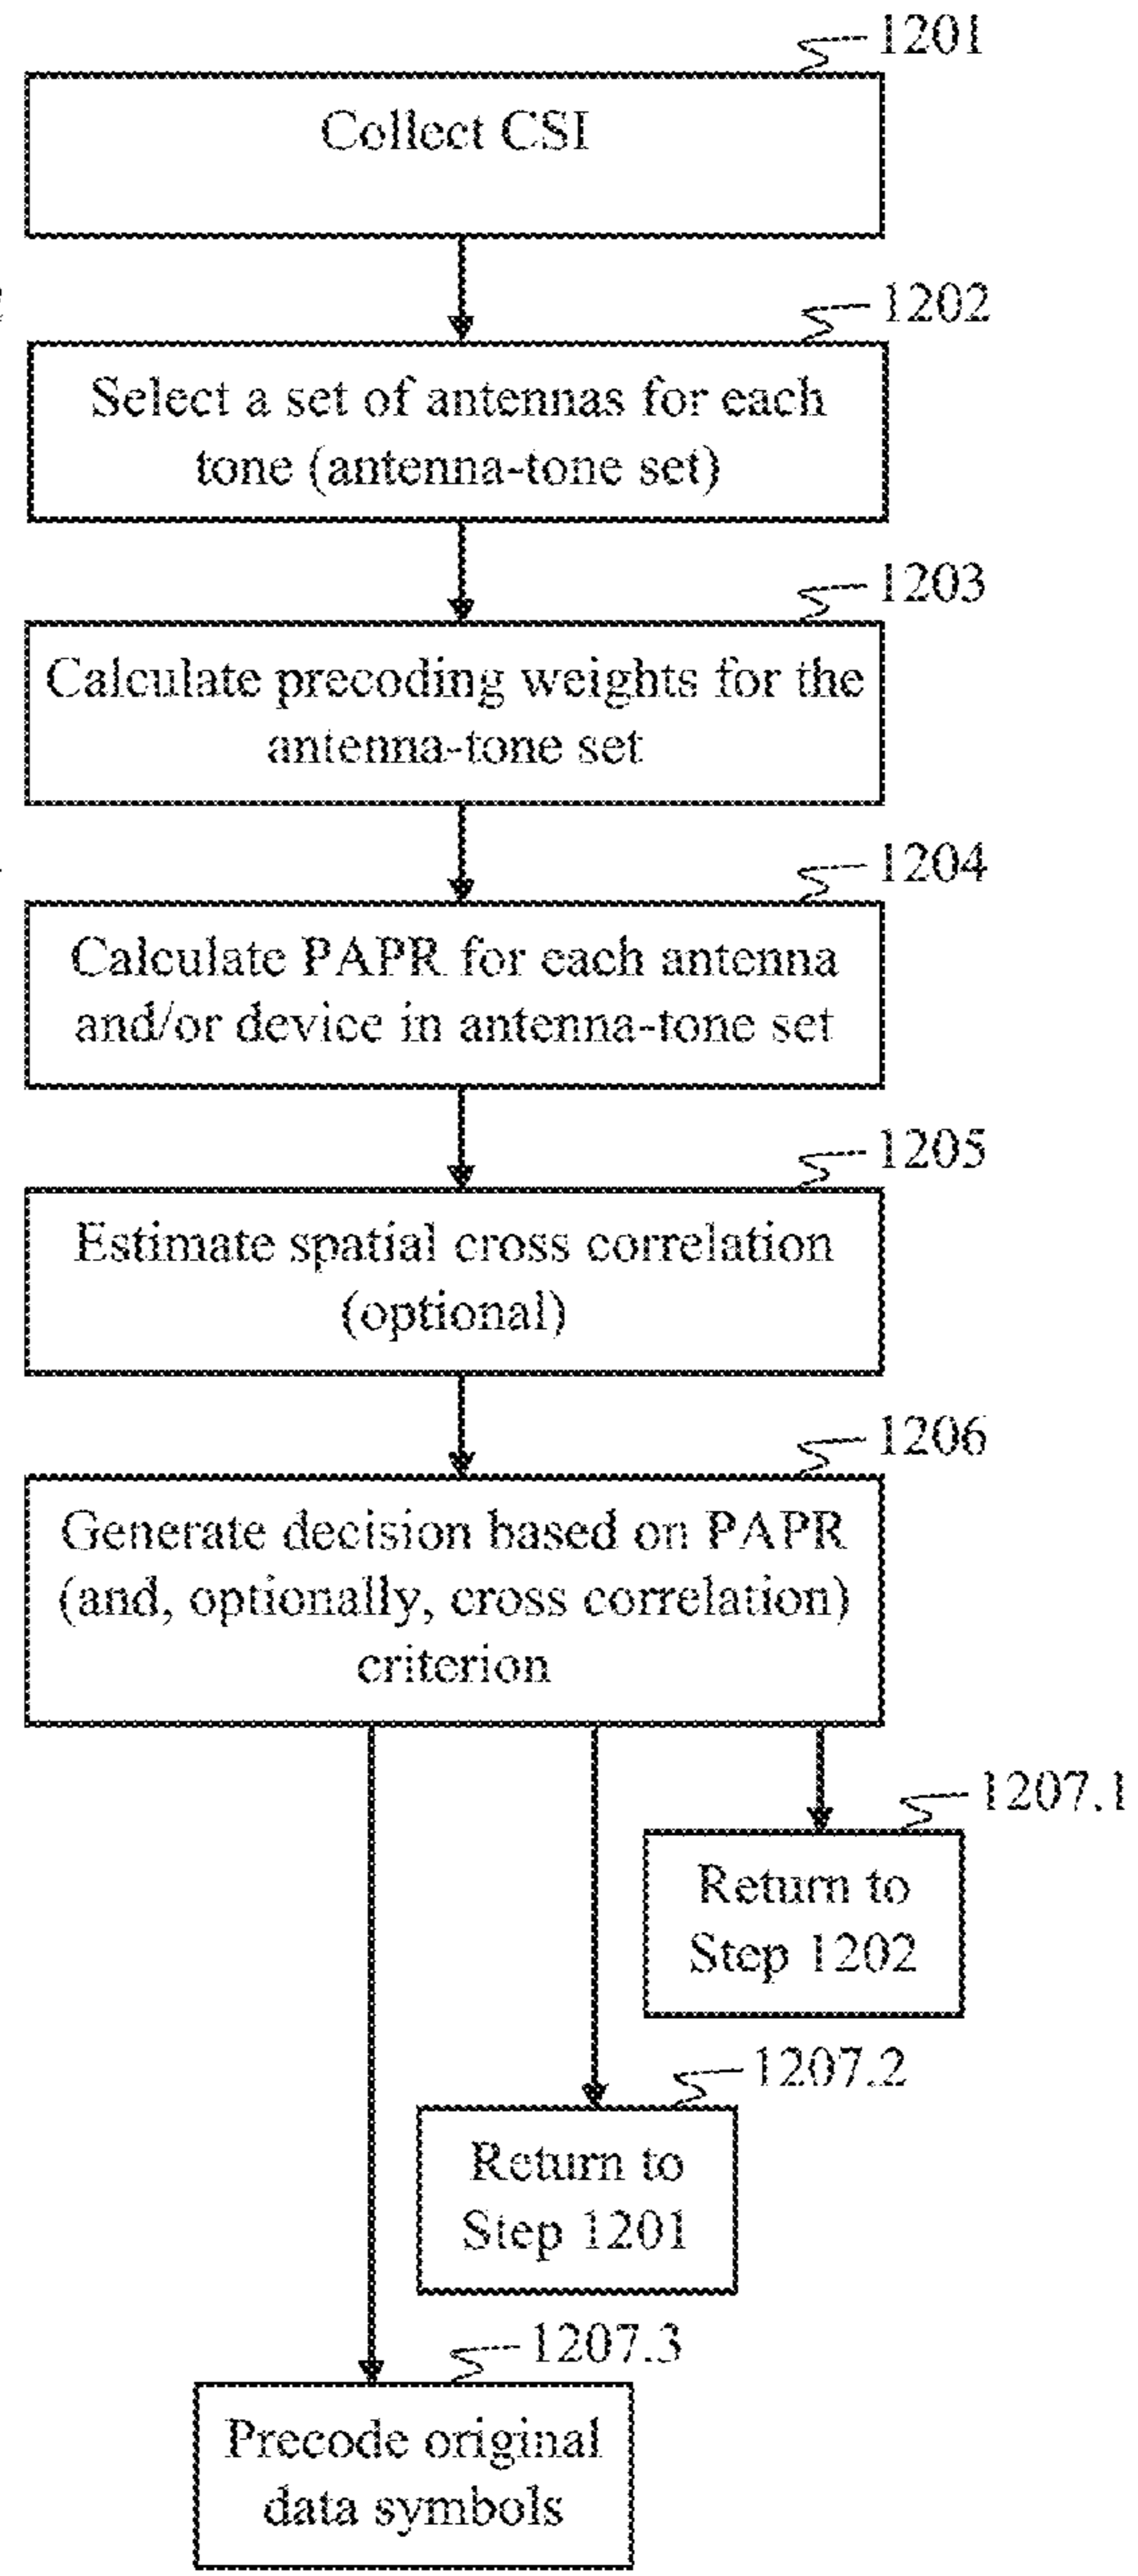 1201
Collect CSI
1202
Select a set of antennas for each
tone (antenna-tone set)
1203
Calculate precoding weights for the
antenna-tone set
1204
Calculate PAPR for each antenna
and/or device in antenna-tone set
1205
Estimate spatial cross correlation
(optional)
1206
Generate decision based on PAPR
(and, optionally, cross correlation)
criterion
1207.1
Return to
Step 1202
1207.2
Return to
Step 1201
1207.3
Precode original
data symbols